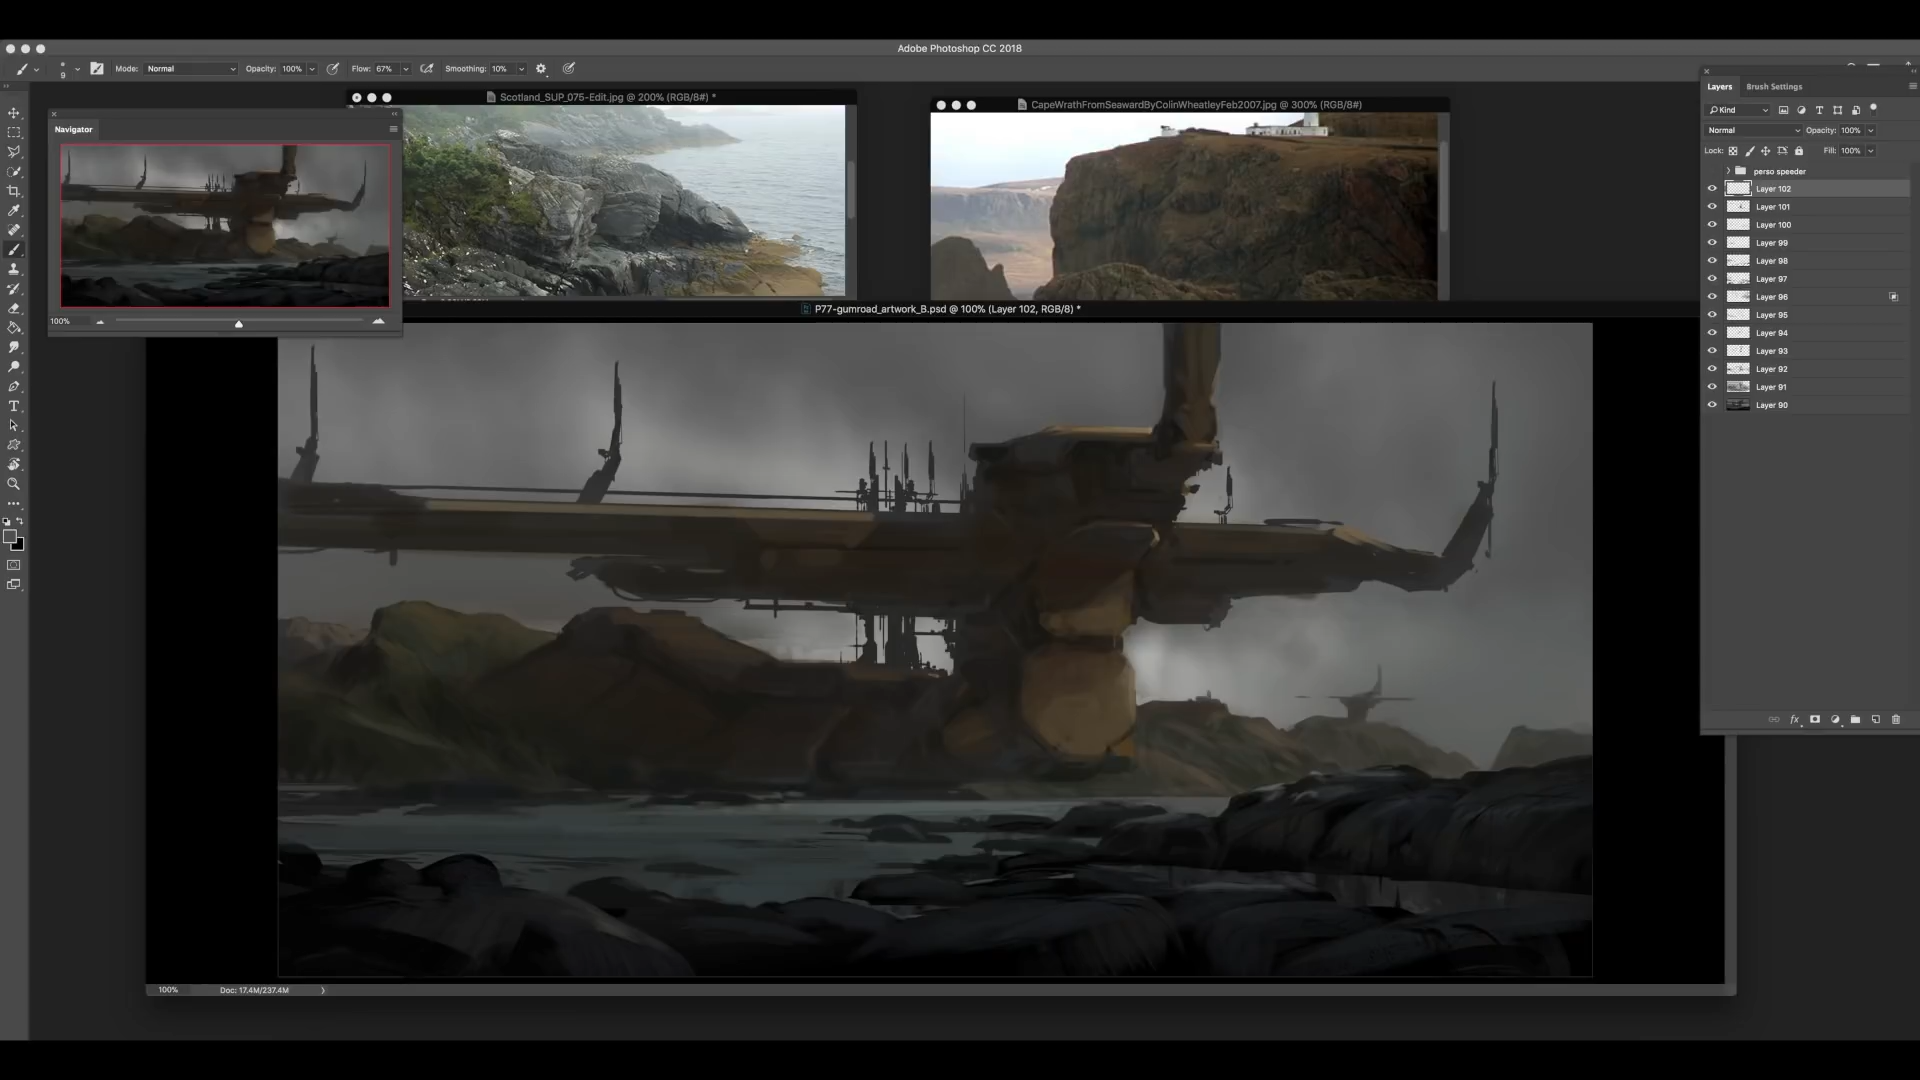 Adobe Photoshop CC 2018
9
Mode: Normal
Opacity: 100%
Flow: 67%
Smoothing: 10%
Scotland_SUP_075-Edit.jpg @ 200% (RGB/8#) *
CapeWrathFromSeawardByColinWheatleyFeb2007.jpg @ 300% (RGB/8#)
Navigator
100%
P77-gumroad_artwork_B.psd @ 100% (Layer 102, RGB/8) *
Layers
Brush Settings
Kind
Normal
Opacity: 100%
Lock:
Fill: 100%
perso speeder
Layer 102
Layer 101
Layer 100
Layer 99
Layer 98
Layer 97
Layer 96
Layer 95
Layer 94
Layer 93
Layer 92
Layer 91
Layer 90
fx
100%
Doc: 17.4M/237.4M